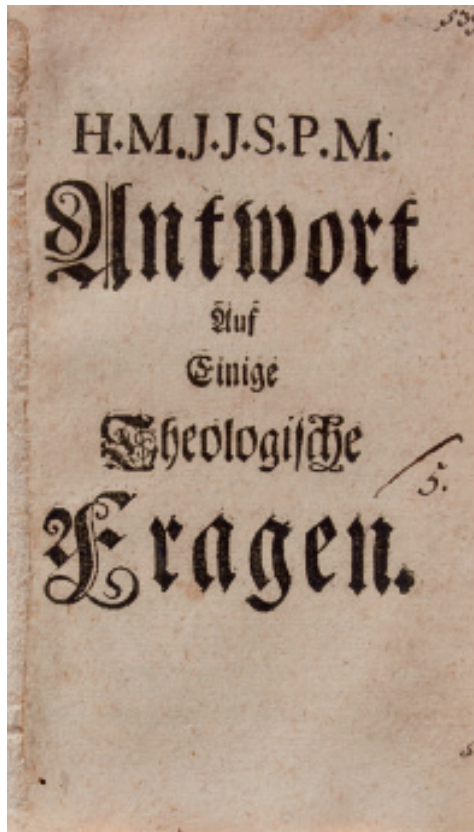 H.M.J.J.S.P.M.
Antwort
Auf
Einige
Theologische
5.
Fragen.